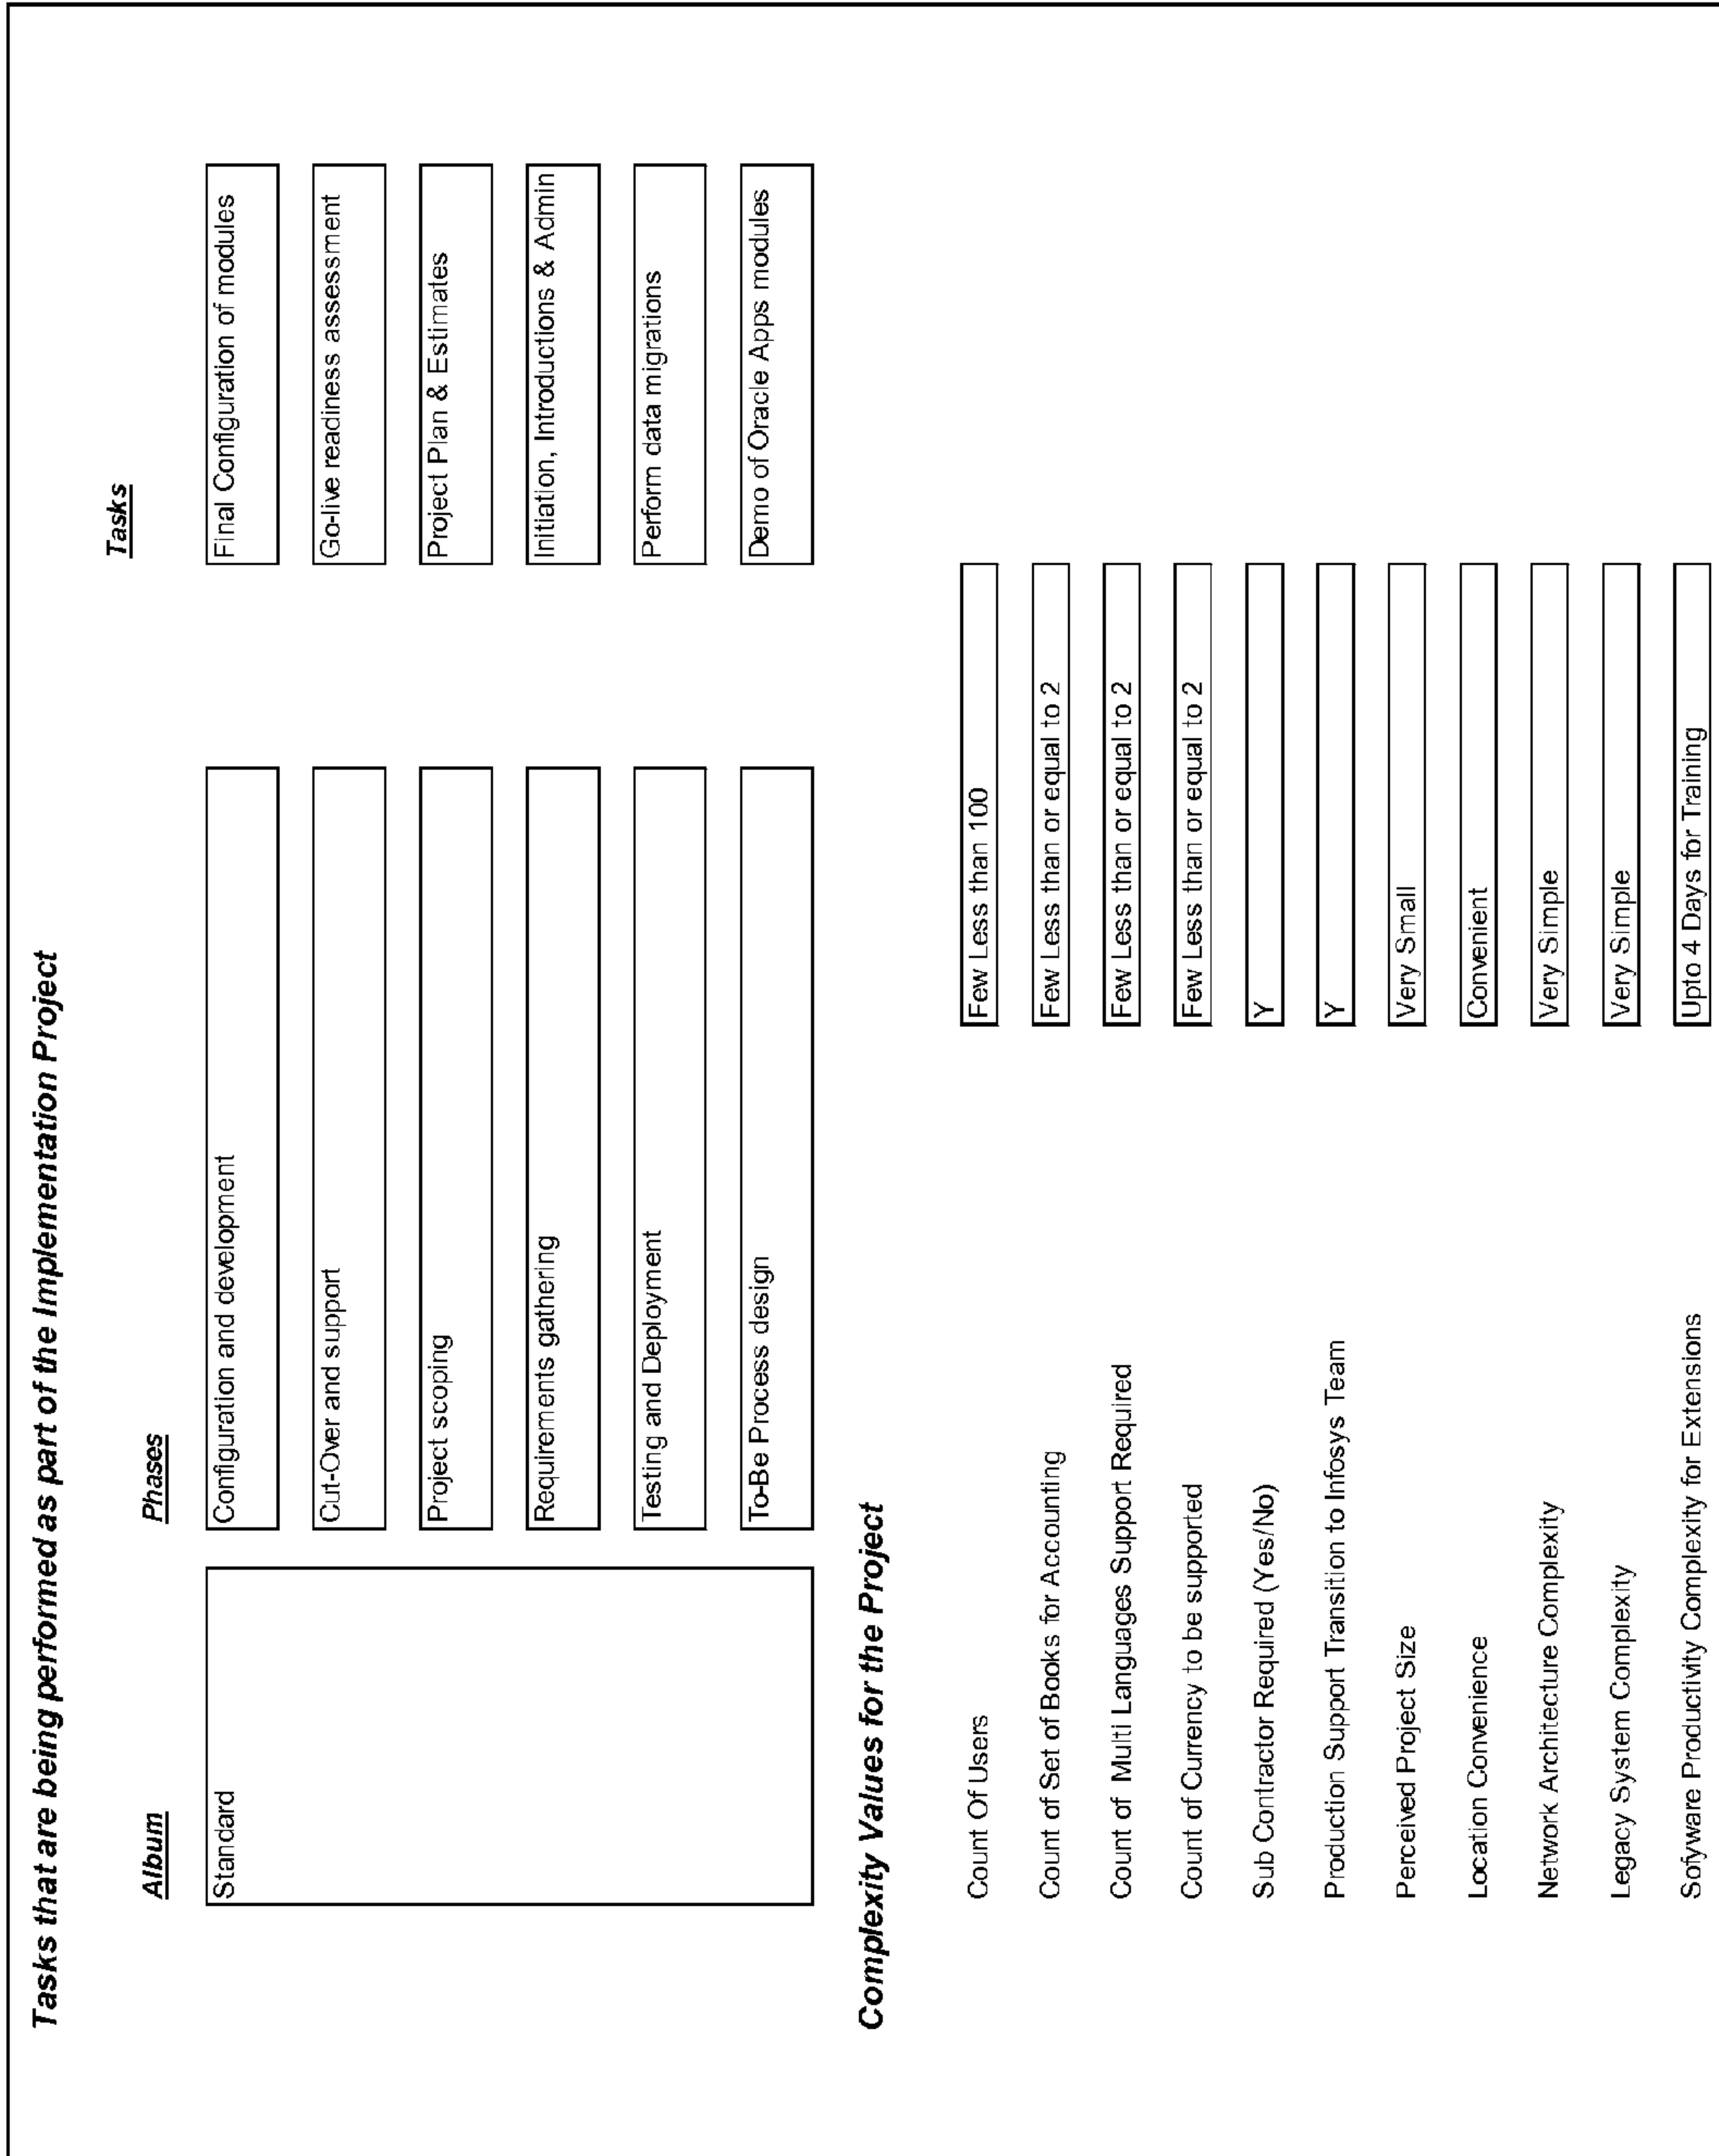 Tasks that are being performed as part of the Implementation Project
Album Phases Tasks
Standard Configuration and development Final Configuration of modules
Cut-Over and support Go-live readiness assessment
Project scoping Project Plan & Estimates
Requirements gathering Initiation, Introductions & Admin
Testing and Deployment Perform data migrations
To-Be Process design Demo of Oracle Apps modules
Complexity Values for the Project
Count Of Users Few Less than 100
Count of Set of Books for Accounting Few Less than or equal to 2
Count of Multi Languages Support Required Few Less than or equal to 2
Count of Currency to be supported Few Less than or equal to 2
Sub Contractor Required (Yes/No) Y
Production Support Transition to Infosys Team Y
Perceived Project Size Very Small
Location Convenience Convenient
Network Architecture Complexity Very Simple
Legacy System Complexity Very Simple
Sofyware Productivity Complexity for Extensions Upto 4 Days for Training